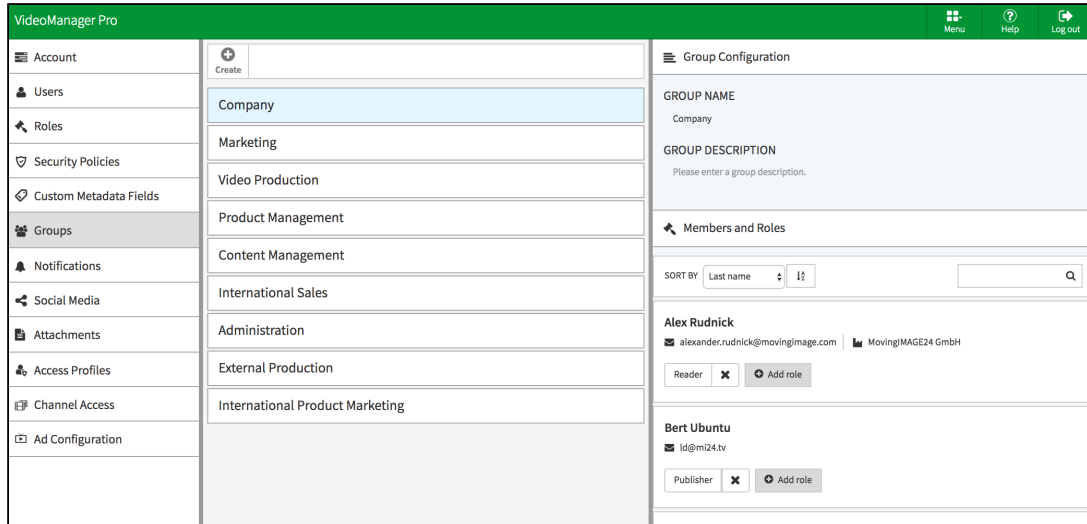 VideoManager Pro
Menu
Help
Log out
Account
Users
Roles
Security Policies
Custom Metadata Fields
Groups
Notifications
Social Media
Attachments
Access Profiles
Channel Access
Ad Configuration
Create
Company
Marketing
Video Production
Product Management
Content Management
International Sales
Administration
External Production
International Product Marketing
Group Configuration
GROUP NAME
Company
GROUP DESCRIPTION
Please enter a group description.
Members and Roles
SORT BY Last name
Alex Rudnick
alexander.rudnick@movingimage.com MovingIMAGE24 GmbH
Reader Add role
Bert Ubuntu
ld@mi24.tv
Publisher Add role